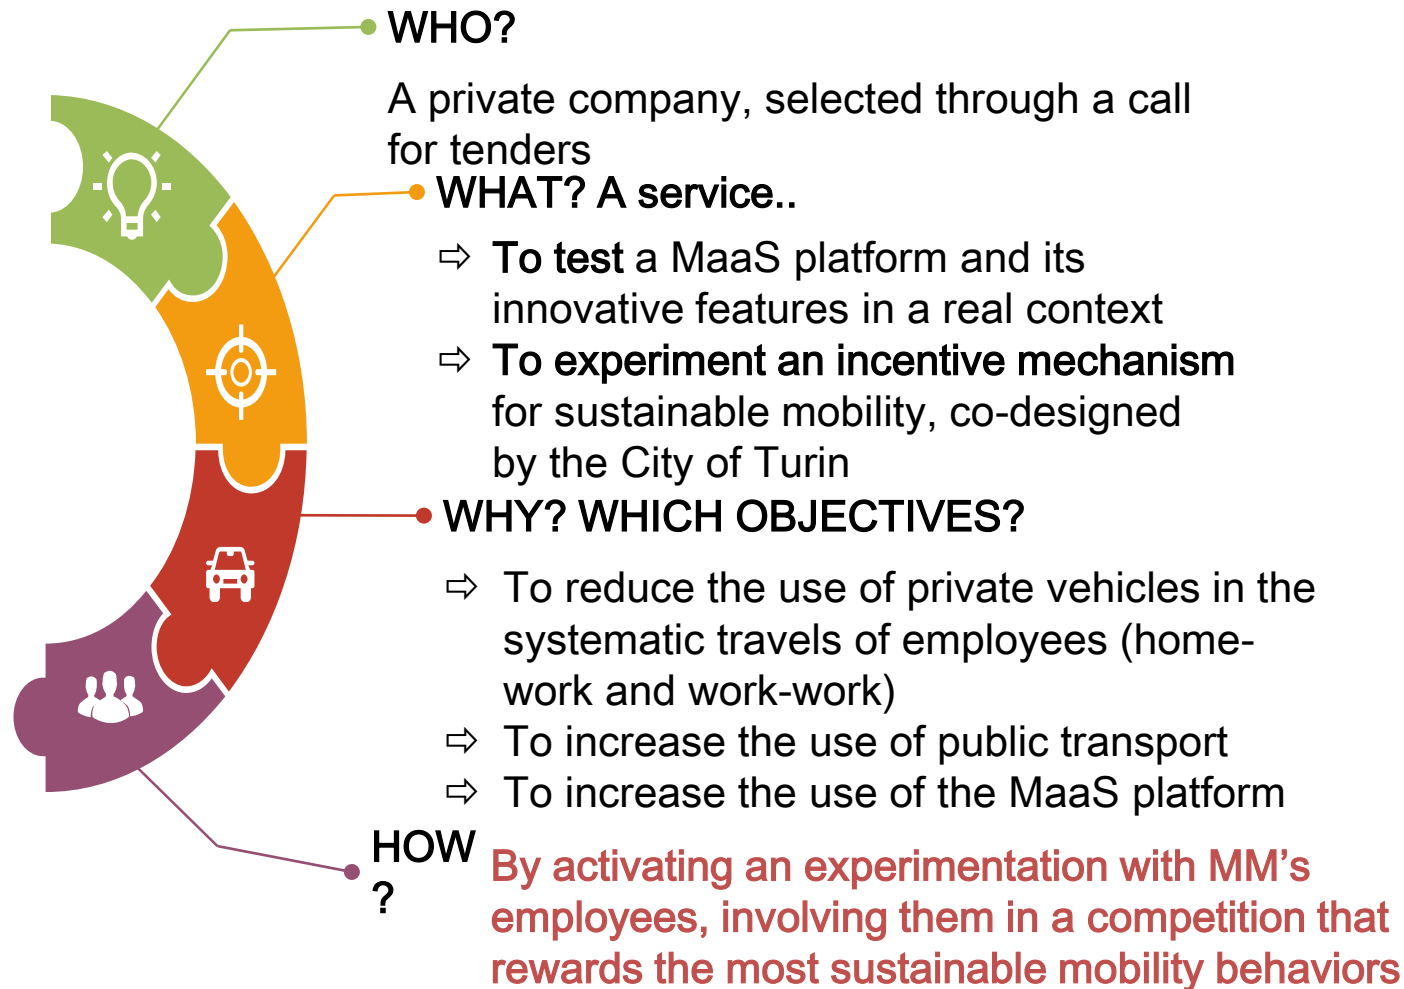 WHO?
A private company, selected through a call
for tenders
WHAT? A service..
⇨ To test a MaaS platform and its
innovative features in a real context
⇨ To experiment an incentive mechanism
for sustainable mobility, co-designed
by the City of Turin
WHY? WHICH OBJECTIVES?
⇨ To reduce the use of private vehicles in the
systematic travels of employees (home-
work and work-work)
⇨ To increase the use of public transport
⇨ To increase the use of the MaaS platform
HOW
?
By activating an experimentation with MM’s
employees, involving them in a competition that
rewards the most sustainable mobility behaviors